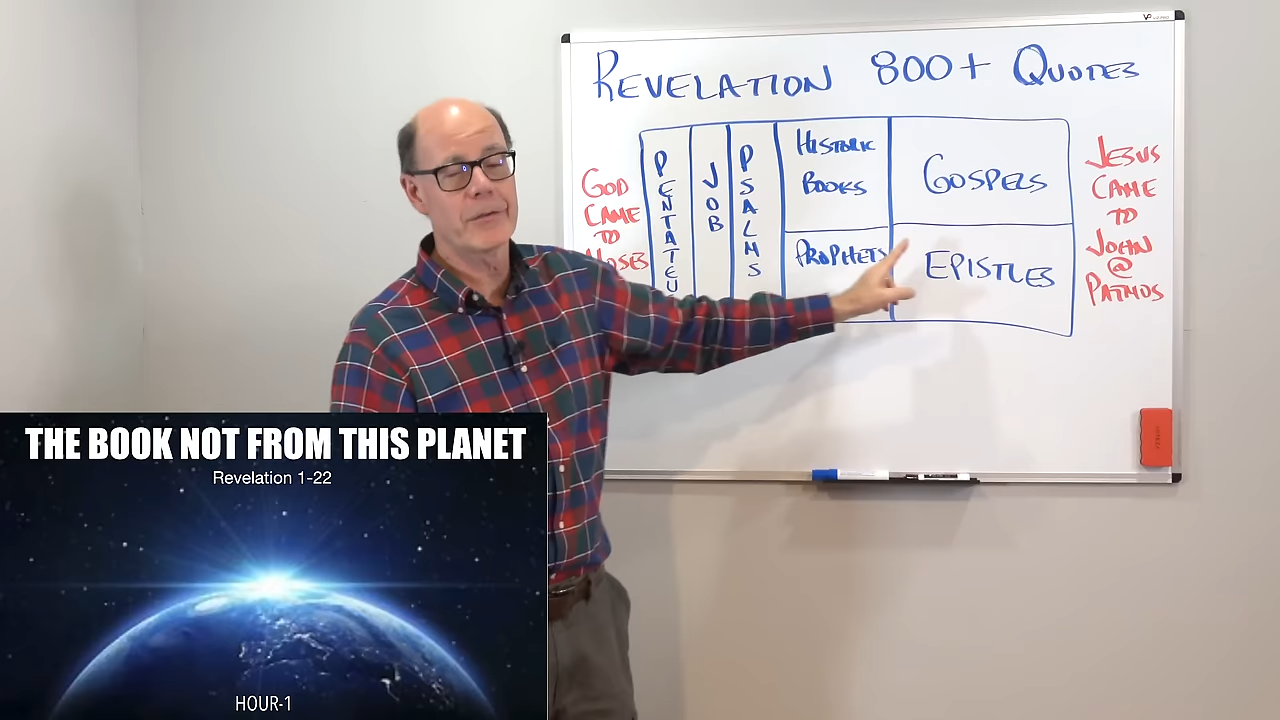 REVELATION 800+ QUOTES
GOD
CAME
TO
MOSES
PENTATEU
JOB
PSALMS
HISTORIC
BOOKS
PROPHETS
GOSPELS
EPISTLES
JESUS
CAME
TO
JOHN
@
PATMOS
THE BOOK NOT FROM THIS PLANET
Revelation 1-22
HOUR-1